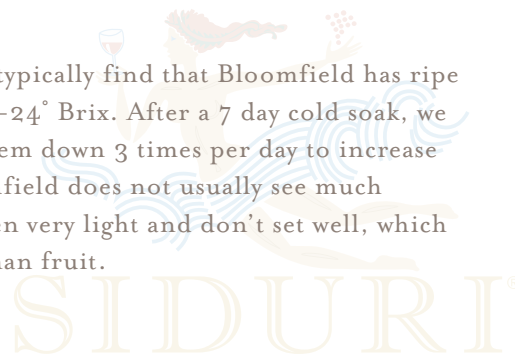 typically find that Bloomfield has ripe
-24° Brix. After a 7 day cold soak, we
em down 3 times per day to increase
field does not usually see much
n very light and don’t set well, which
an fruit.
SIDURI®